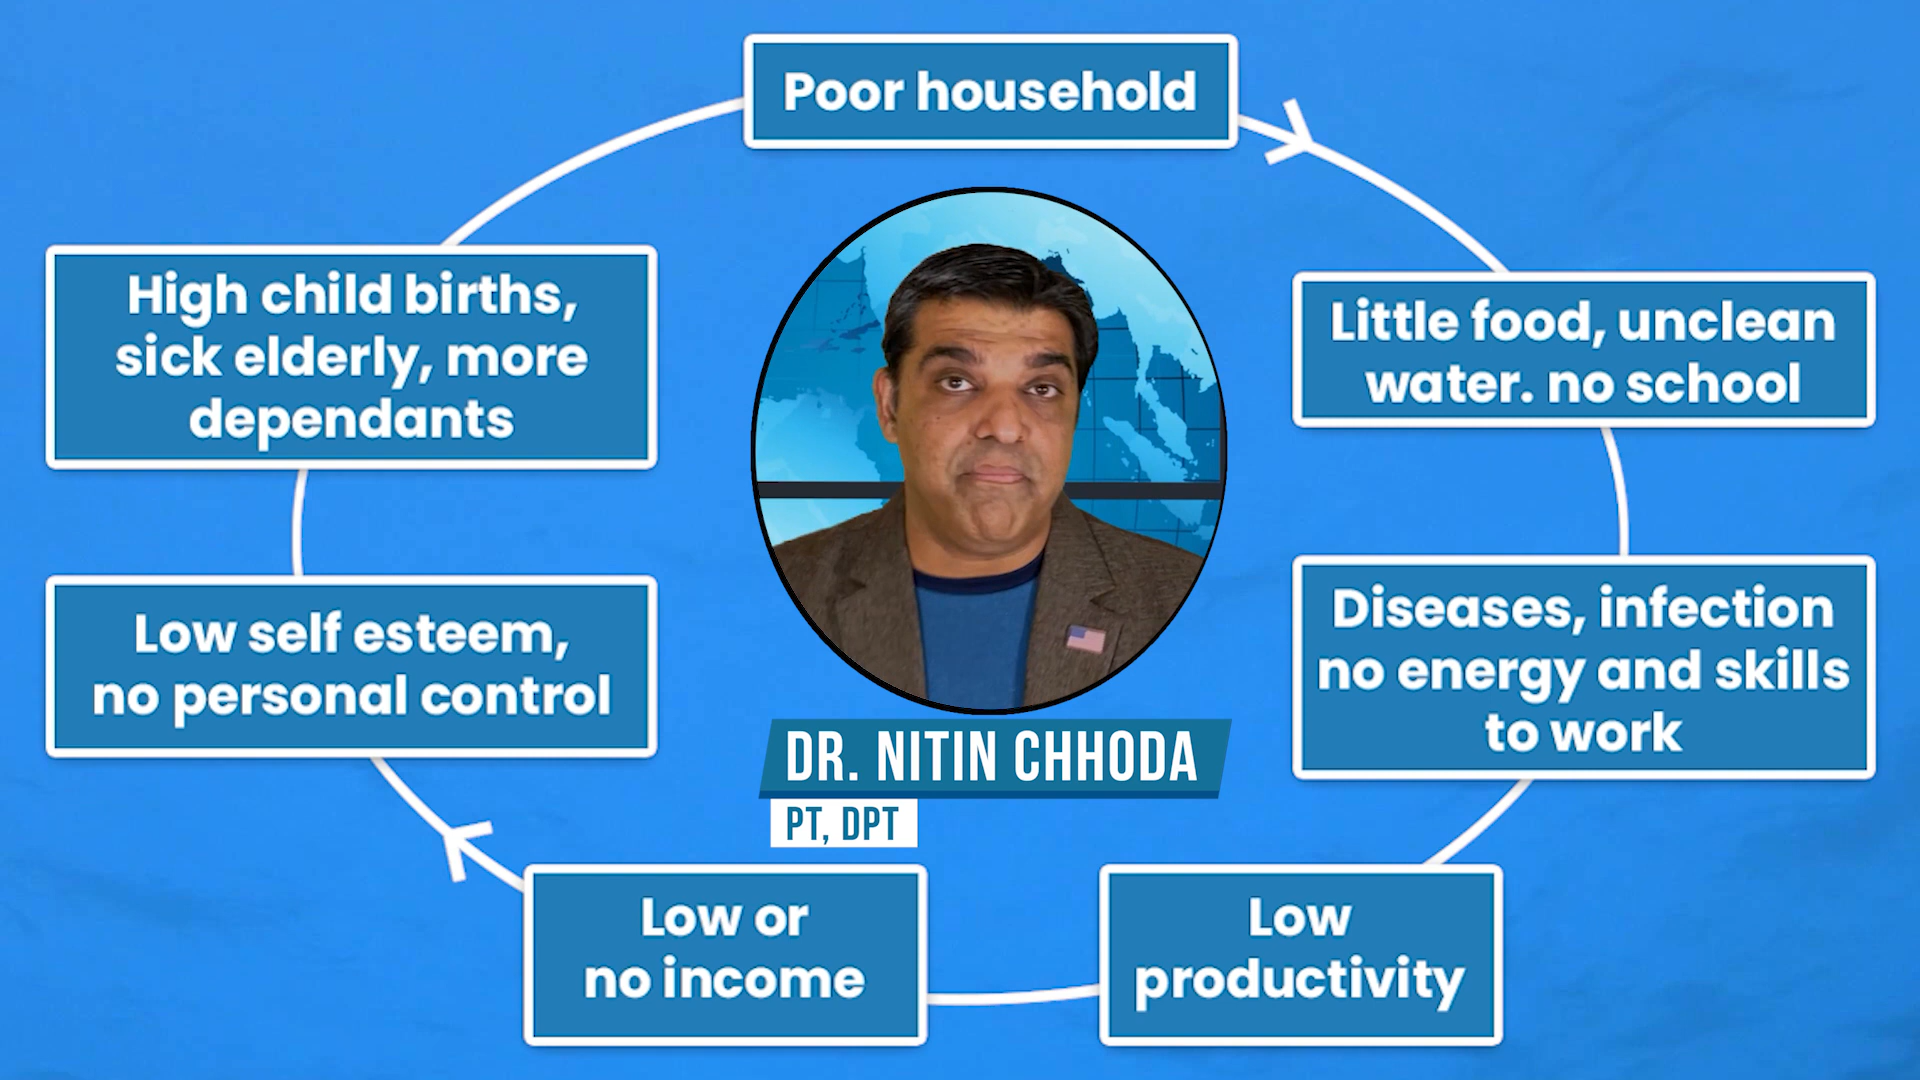 Poor household
Little food, unclean
water. no school
Diseases, infection
no energy and skills
to work
Low
productivity
Low or
no income
Low self esteem,
no personal control
High child births,
sick elderly, more
dependants
DR. NITIN CHHODA
PT, DPT